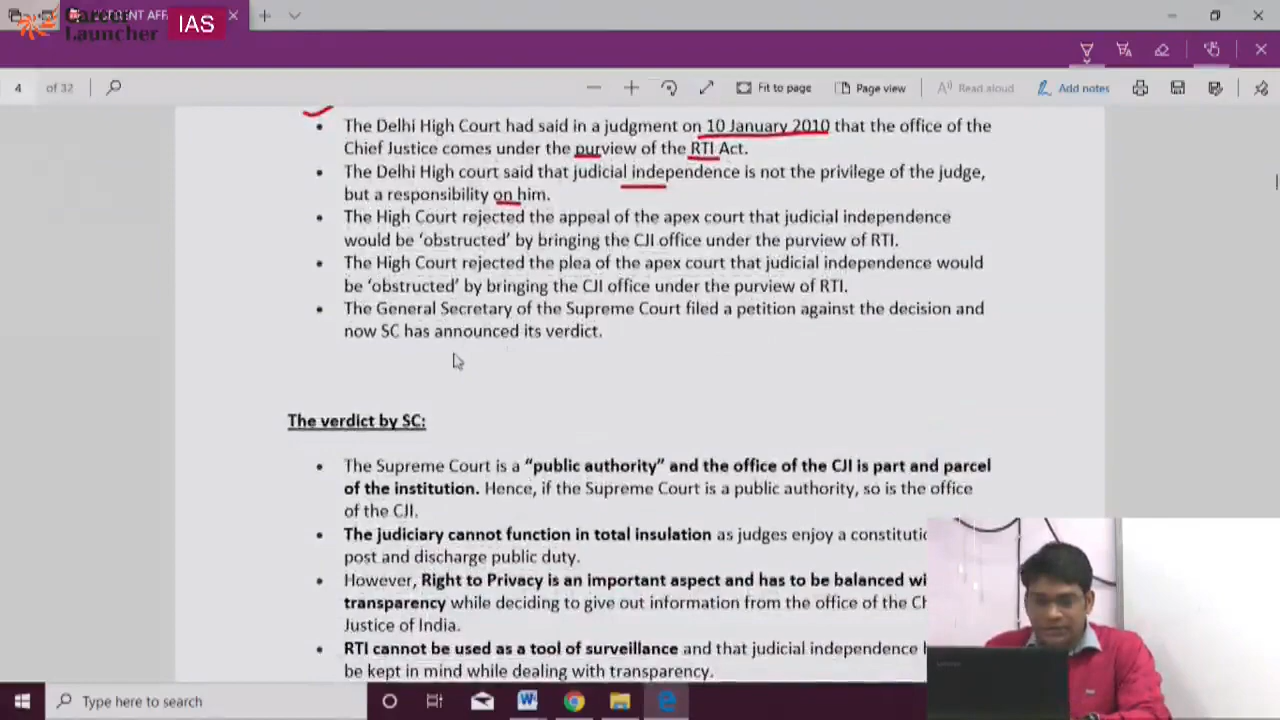 CURRENT AFF
Career
Launcher
IAS
4 of 32
Fit to page
Page view
Read aloud
Add notes
• The Delhi High Court had said in a judgment on 10 January 2010 that the office of the
Chief Justice comes under the purview of the RTI Act.
• The Delhi High court said that judicial independence is not the privilege of the judge,
but a responsibility on him.
• The High Court rejected the appeal of the apex court that judicial independence
would be ‘obstructed’ by bringing the CJI office under the purview of RTI.
• The High Court rejected the plea of the apex court that judicial independence would
be ‘obstructed’ by bringing the CJI office under the purview of RTI.
• The General Secretary of the Supreme Court filed a petition against the decision and
now SC has announced its verdict.
The verdict by SC:
• The Supreme Court is a “public authority” and the office of the CJI is part and parcel
of the institution. Hence, if the Supreme Court is a public authority, so is the office
of the CJI.
• The judiciary cannot function in total insulation as judges enjoy a constituti
post and discharge public duty.
• However, Right to Privacy is an important aspect and has to be balanced wi
transparency while deciding to give out information from the office of the Ch
Justice of India.
• RTI cannot be used as a tool of surveillance and that judicial independence
be kept in mind while dealing with transparency.
Type here to search